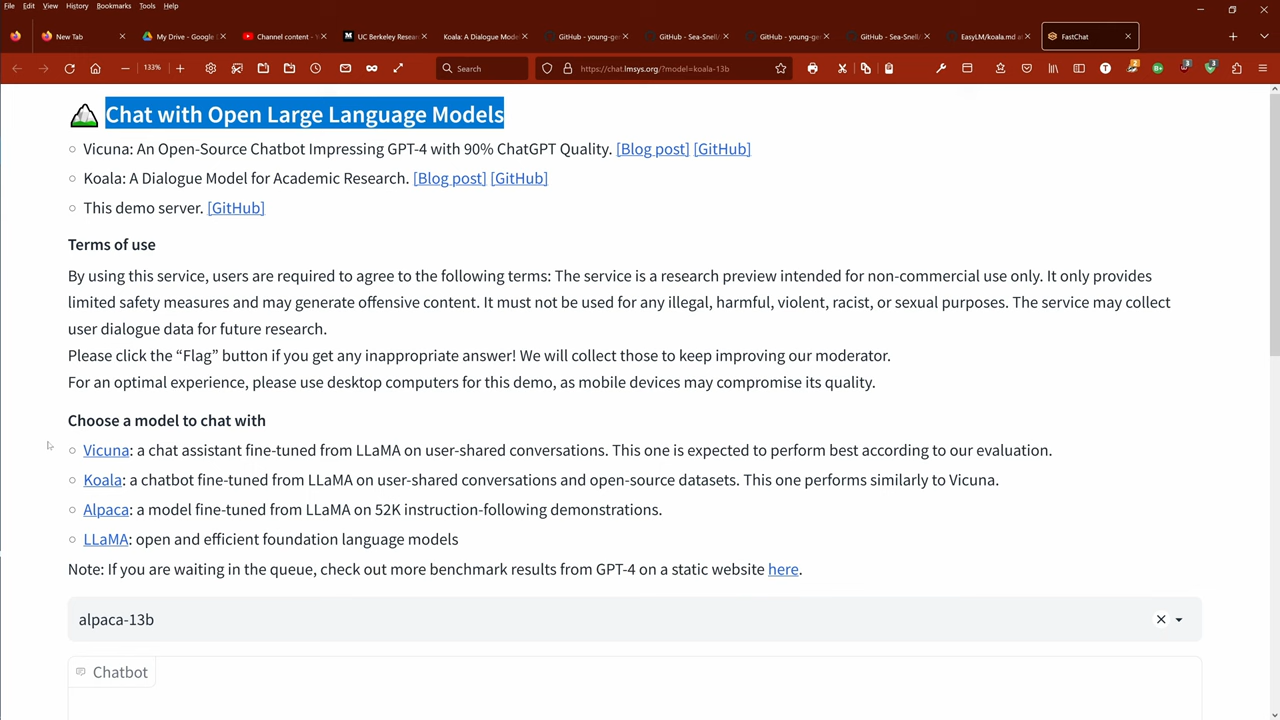 File Edit View History Bookmarks Tools Help
New Tab
My Drive - Google
Channel content - Y
UC Berkeley Resear
Koala: A Dialogue Model
GitHub - young-ge
GitHub - Sea-Snell/
GitHub - young-ge
GitHub - Sea-Snell/
EasyLM/koala.md at
FastChat
133%
Search
https://chat.lmsys.org/?model=koala-13b
Chat with Open Large Language Models
Vicuna: An Open-Source Chatbot Impressing GPT-4 with 90% ChatGPT Quality. [Blog post] [GitHub]
Koala: A Dialogue Model for Academic Research. [Blog post] [GitHub]
This demo server. [GitHub]
Terms of use
By using this service, users are required to agree to the following terms: The service is a research preview intended for non-commercial use only. It only provides
limited safety measures and may generate offensive content. It must not be used for any illegal, harmful, violent, racist, or sexual purposes. The service may collect
user dialogue data for future research.
Please click the “Flag” button if you get any inappropriate answer! We will collect those to keep improving our moderator.
For an optimal experience, please use desktop computers for this demo, as mobile devices may compromise its quality.
Choose a model to chat with
Vicuna: a chat assistant fine-tuned from LLaMA on user-shared conversations. This one is expected to perform best according to our evaluation.
Koala: a chatbot fine-tuned from LLaMA on user-shared conversations and open-source datasets. This one performs similarly to Vicuna.
Alpaca: a model fine-tuned from LLaMA on 52K instruction-following demonstrations.
LLaMA: open and efficient foundation language models
Note: If you are waiting in the queue, check out more benchmark results from GPT-4 on a static website here.
alpaca-13b
Chatbot